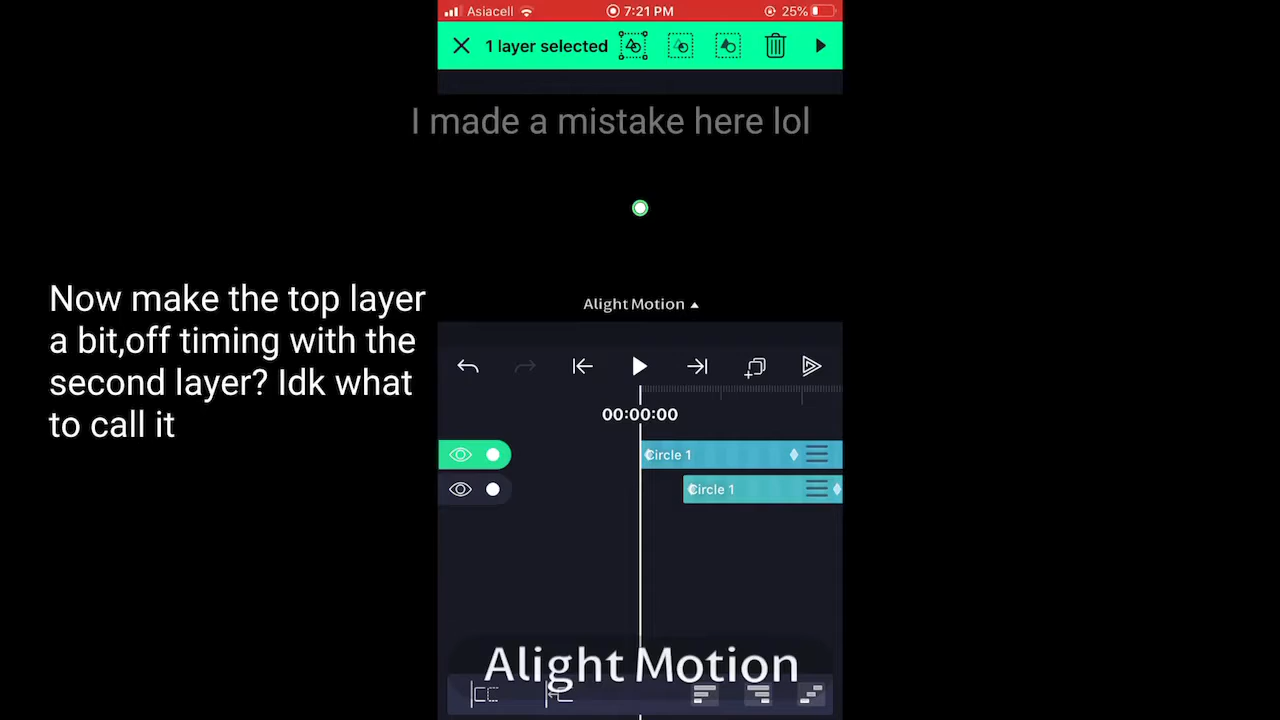 Asiacell
7:21 PM
25%
1 layer selected
I made a mistake here lol
Now make the top layer
a bit,off timing with the
second layer? Idk what
to call it
Alight Motion
00:00:00
Circle 1
Circle 1
Alight Motion